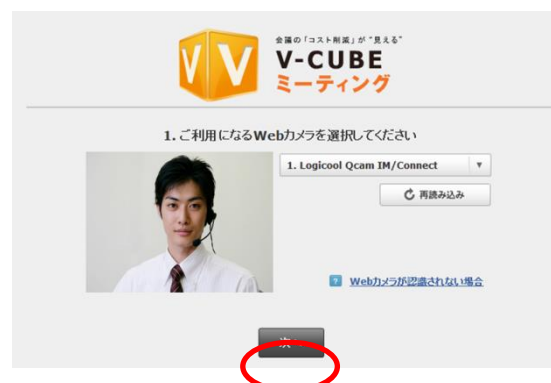 会議の「コスト削減」が"見える"
VV
V-CUBE
ミーティング
1. ご利用になるWebカメラを選択してください
1. Logicool Qcam IM/Connect
再読み込み
? Webカメラが認識されない場合
次へ